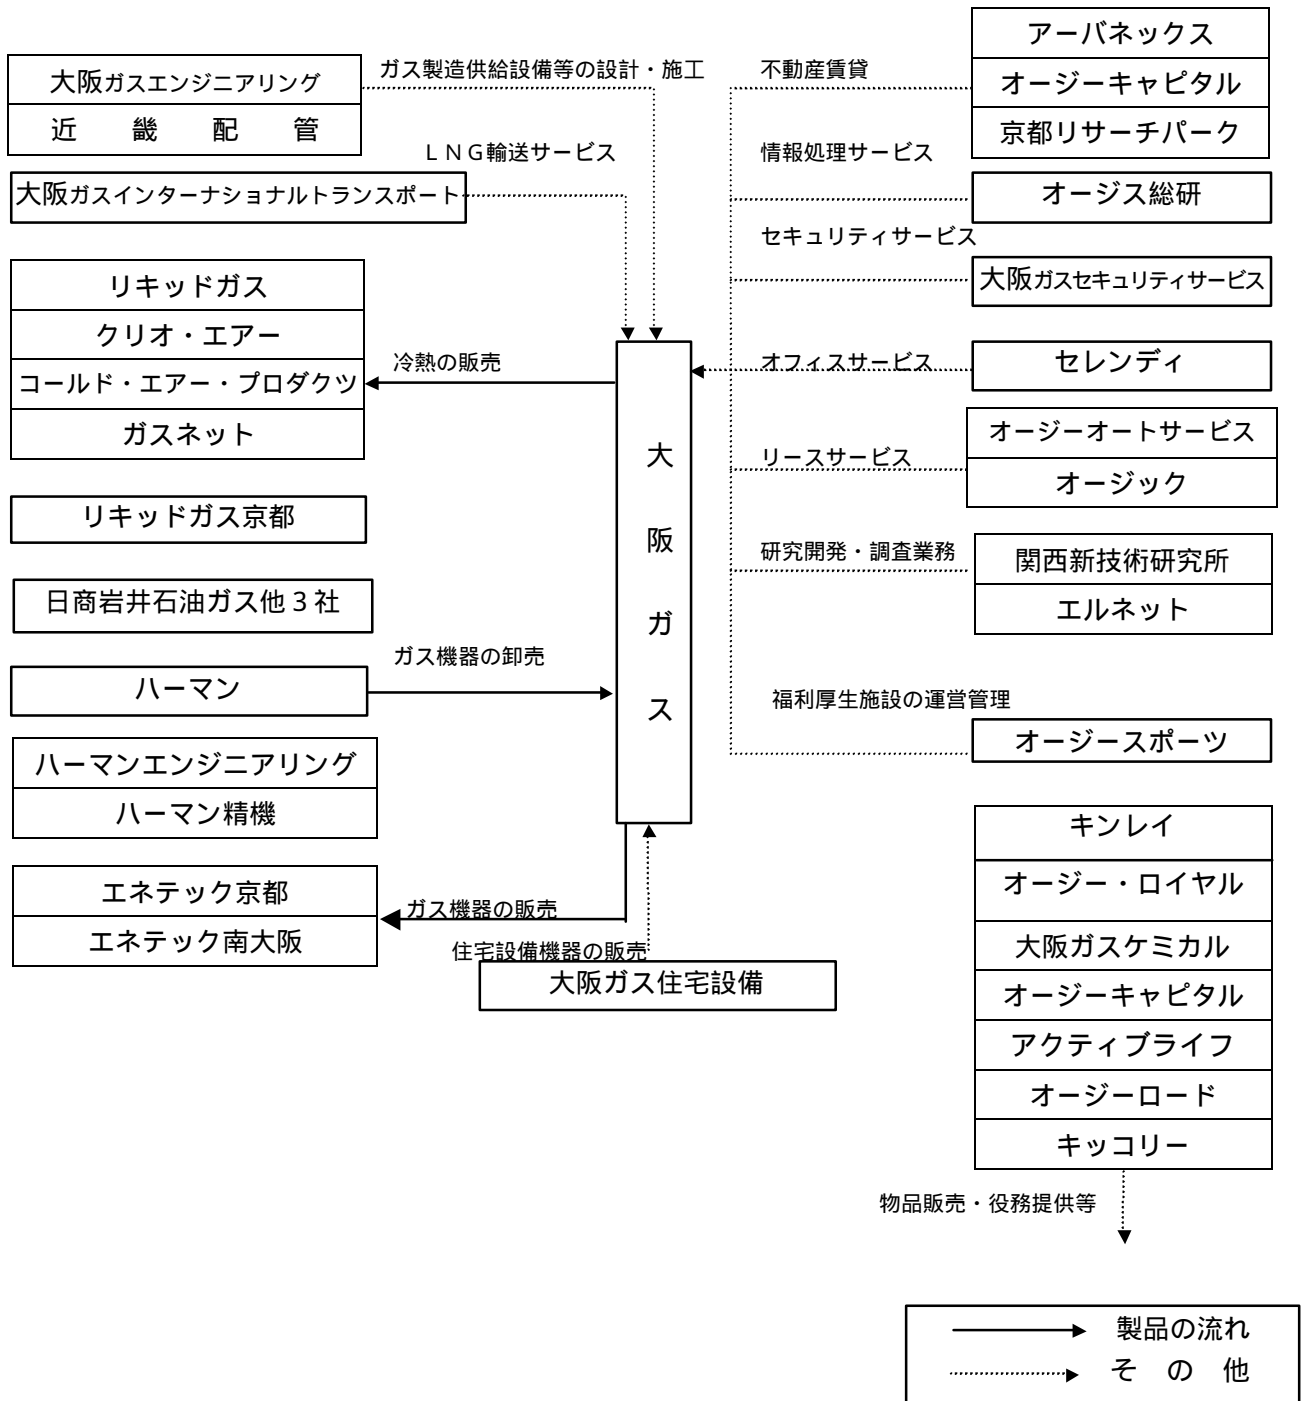 大阪ガスエンジニアリング
近畿配管
ガス製造供給設備等の設計・施工
ＬＮＧ輸送サービス
大阪ガスインターナショナルトランスポート
リキッドガス
クリオ・エアー
コールド・エアー・プロダクツ
ガスネット
冷熱の販売
リキッドガス京都
日商岩井石油ガス他３社
ガス機器の卸売
ハーマン
ハーマンエンジニアリング
ハーマン精機
エネテック京都
エネテック南大阪
ガス機器の販売
住宅設備機器の販売
大阪ガス住宅設備
大阪ガス
不動産賃貸
アーバネックス
オージーキャピタル
京都リサーチパーク
情報処理サービス
オージス総研
セキュリティサービス
大阪ガスセキュリティサービス
オフィスサービス
セレンディ
リースサービス
オージーオートサービス
オージック
研究開発・調査業務
関西新技術研究所
エルネット
福利厚生施設の運営管理
オージースポーツ
キンレイ
オージー・ロイヤル
大阪ガスケミカル
オージーキャピタル
アクティブライフ
オージーロード
キッコリー
物品販売・役務提供等
製品の流れ
その他